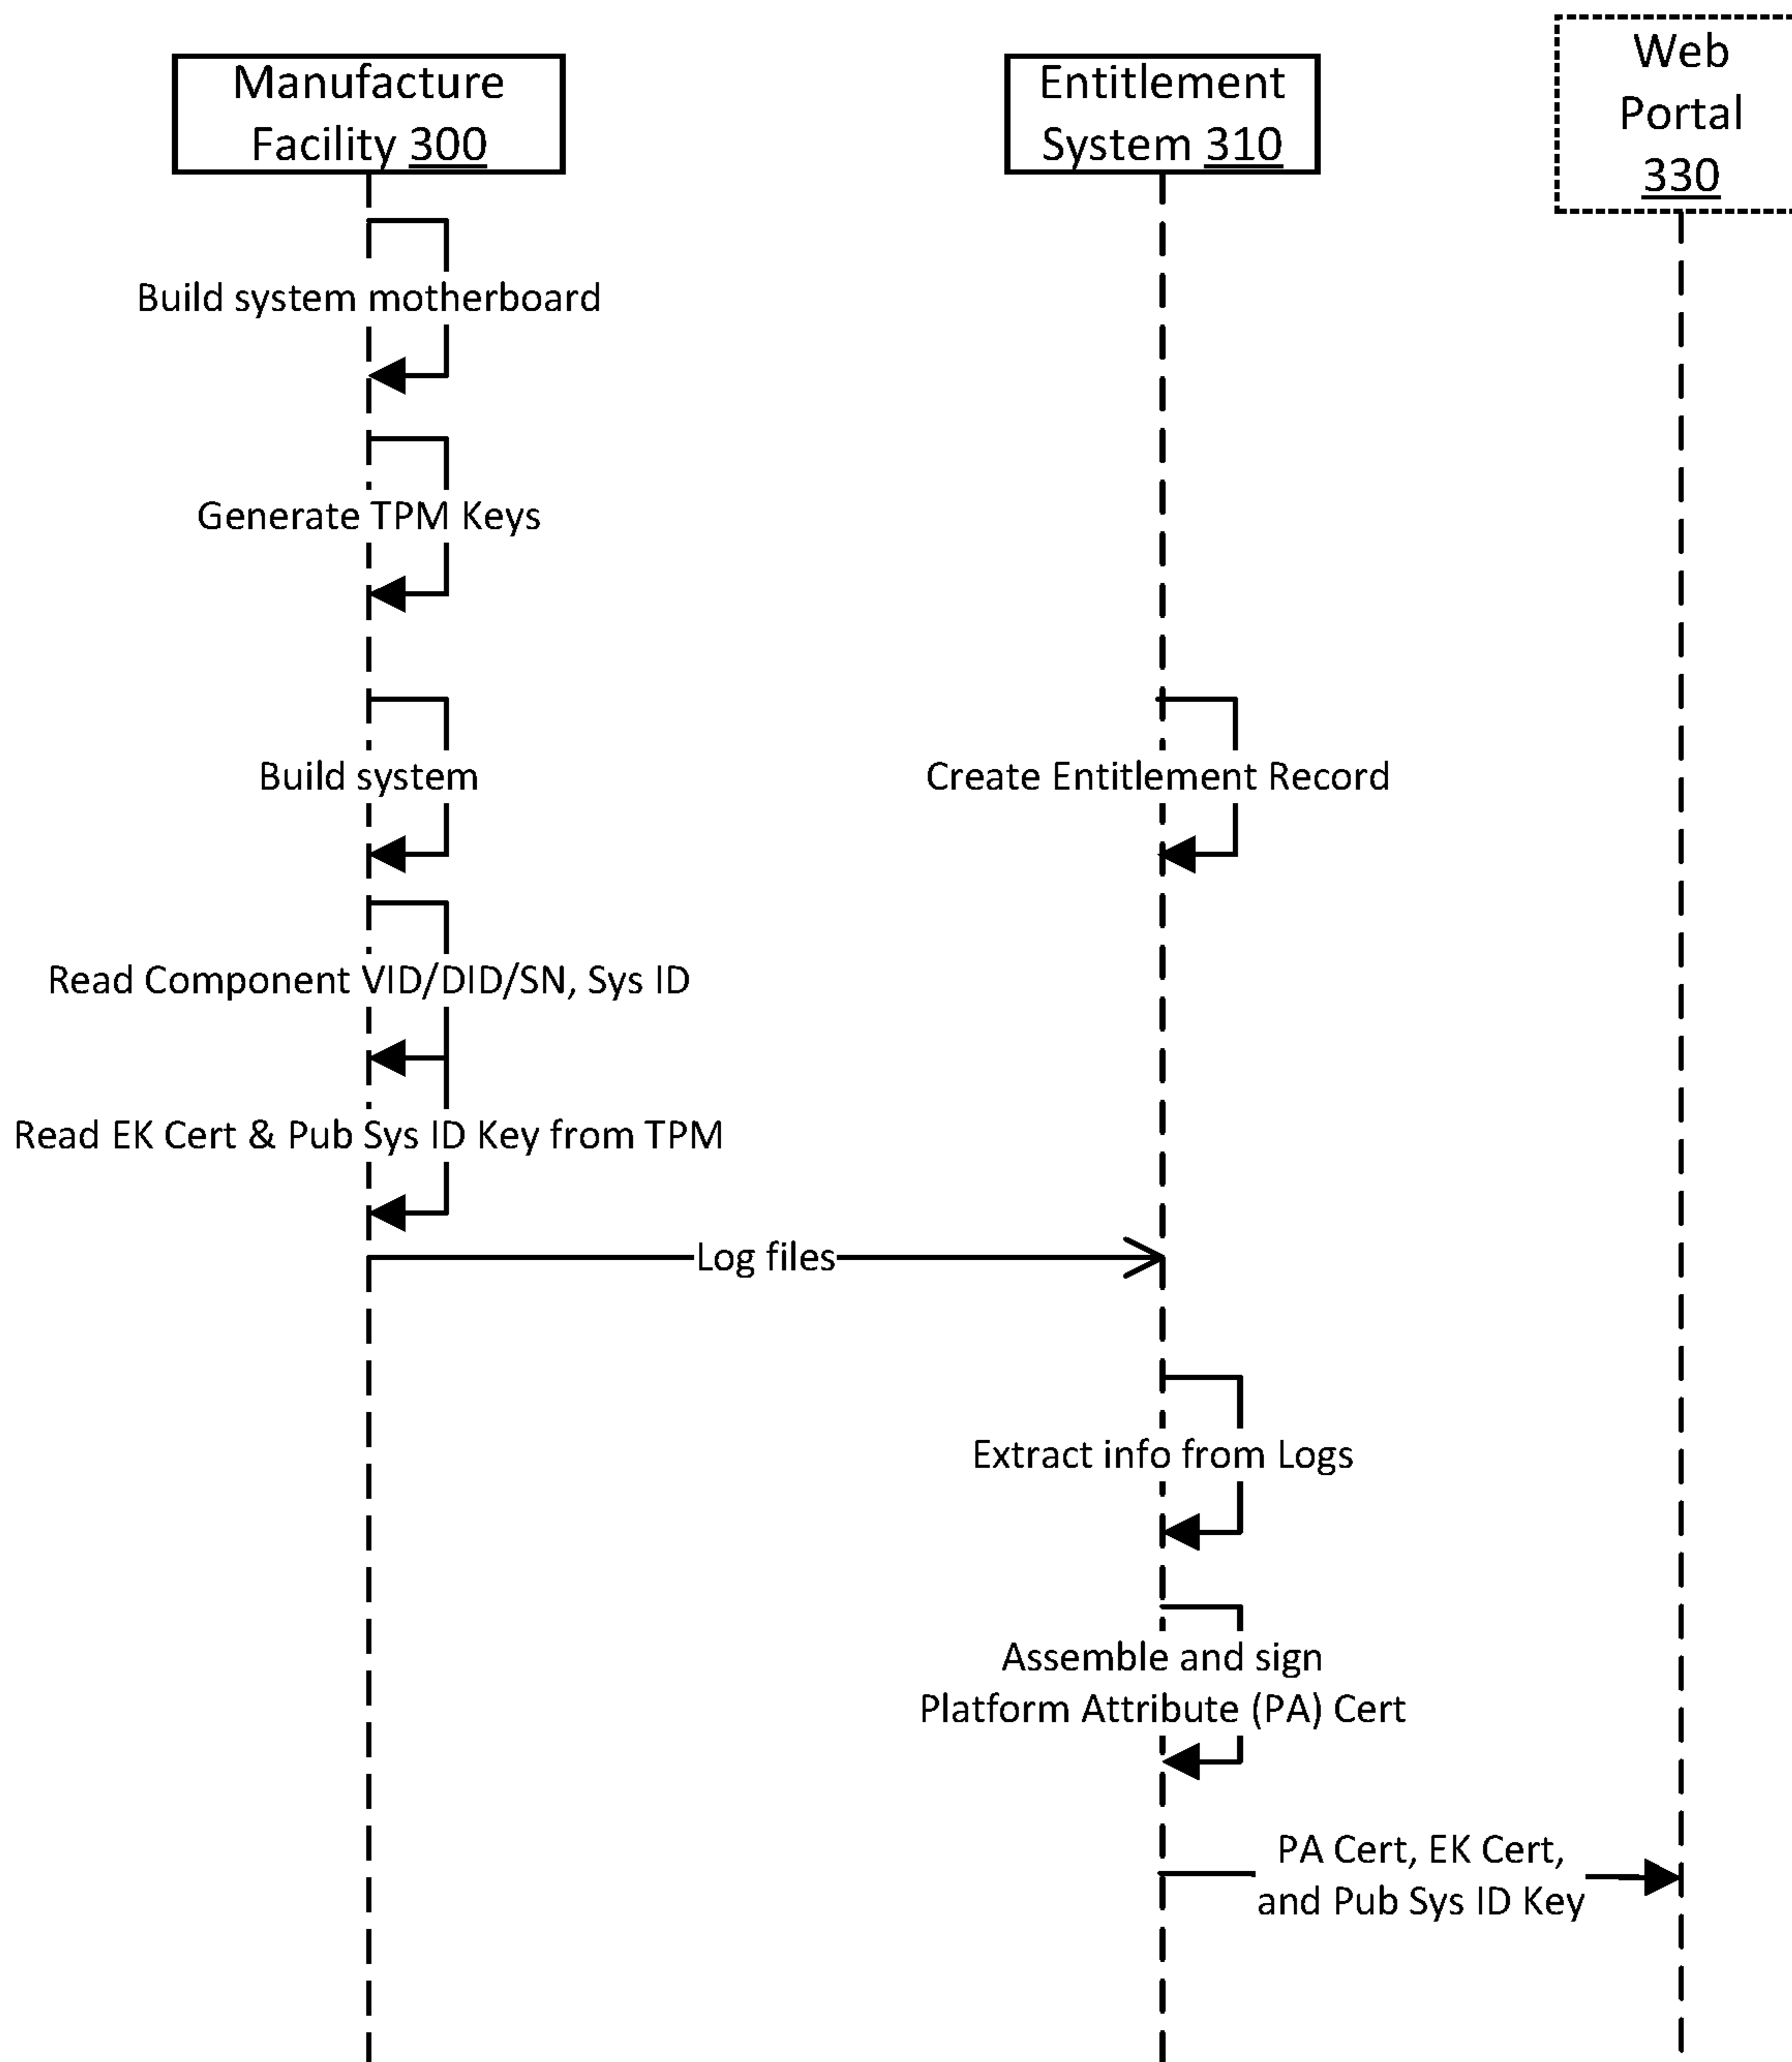 Manufacture
Facility 300
Entitlement
System 310
Web
Portal
330
Build system motherboard
Generate TPM Keys
Build system
Create Entitlement Record
Read Component VID/DID/SN, Sys ID
Read EK Cert & Pub Sys ID Key from TPM
Log files
Extract info from Logs
Assemble and sign
Platform Attribute (PA) Cert
PA Cert, EK Cert,
and Pub Sys ID Key